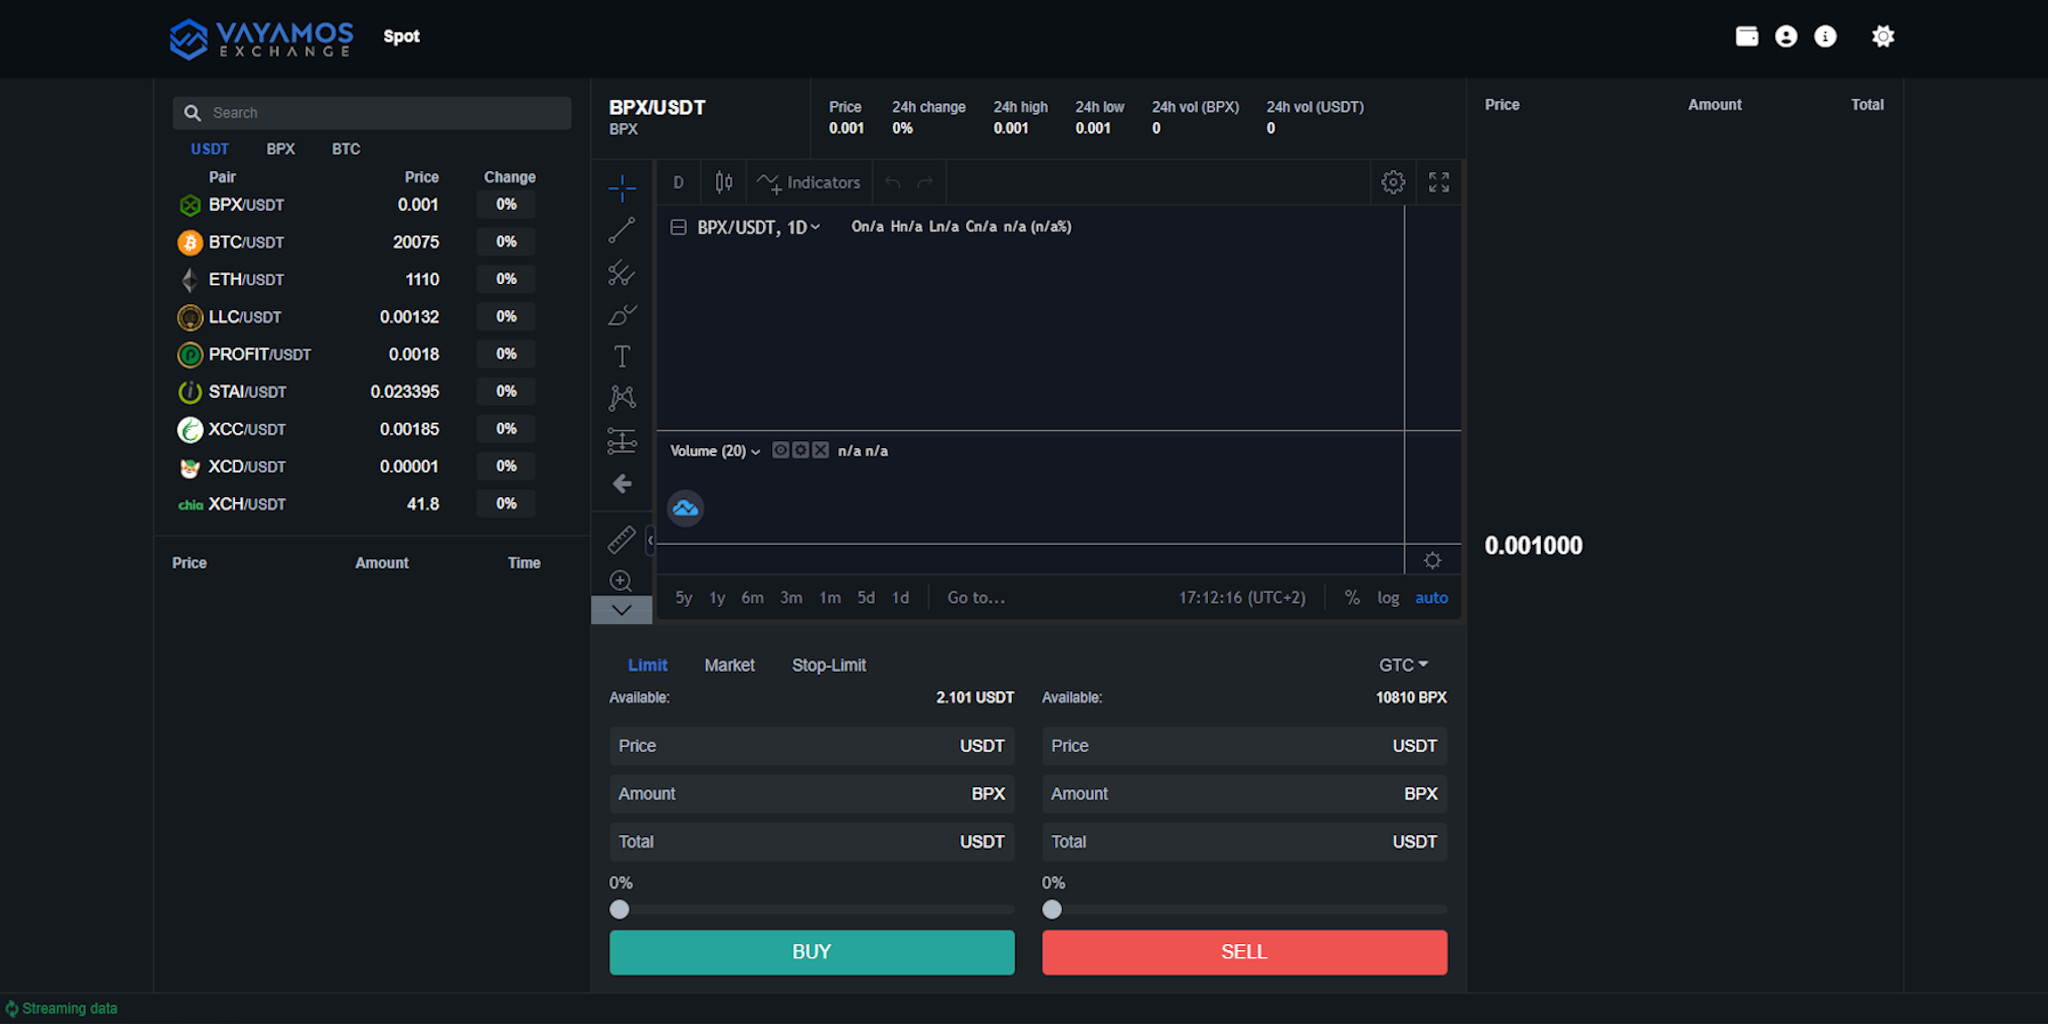 VAYAMOS
EXCHANGE
Spot
Search
USDT BPX BTC
Pair Price Change
BPX/USDT 0.001 0%
BTC/USDT 20075 0%
ETH/USDT 1110 0%
LLC/USDT 0.00132 0%
PROFIT/USDT 0.0018 0%
STAI/USDT 0.023395 0%
XCC/USDT 0.00185 0%
XCD/USDT 0.00001 0%
chia XCH/USDT 41.8 0%
Price Amount Time
BPX/USDT
BPX
Price 24h change 24h high 24h low 24h vol (BPX) 24h vol (USDT)
0.001 0% 0.001 0.001 0 0
D Indicators
BPX/USDT, 1D On/a Hn/a Ln/a Cn/a n/a (n/a%)
Volume (20) n/a n/a
5y 1y 6m 3m 1m 5d 1d Go to... 17:12:16 (UTC+2) % log auto
Limit Market Stop-Limit GTC
Available: 2.101 USDT Available: 10810 BPX
Price USDT Price USDT
Amount BPX Amount BPX
Total USDT Total USDT
0% 0%
BUY SELL
Price Amount Total
0.001000
Streaming data